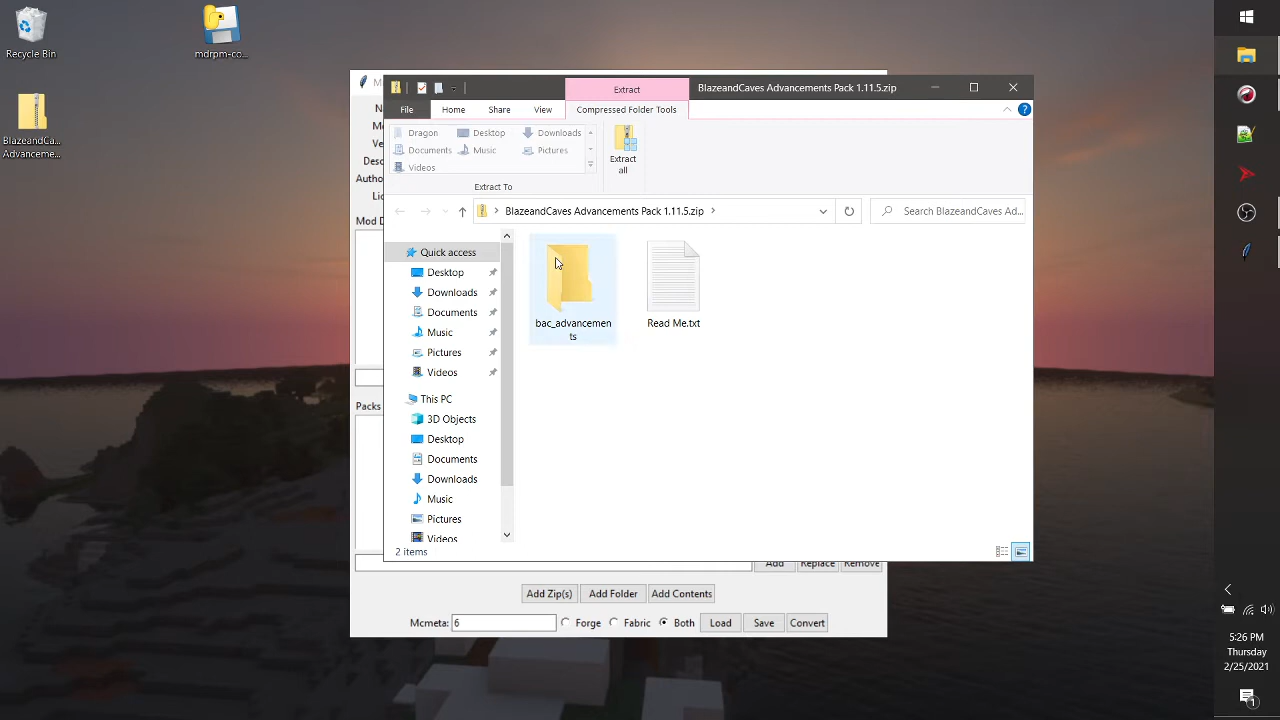 Recycle Bin
mdrpm-co...
BlazeandCa...
Advanceme...
Extract
BlazeandCaves Advancements Pack 1.11.5.zip
File
Home
Share
View
Compressed Folder Tools
Dragon
Desktop
Downloads
Documents
Music
Pictures
Videos
Extract
all
Extract To
BlazeandCaves Advancements Pack 1.11.5.zip
Search BlazeandCaves Ad...
Quick access
Desktop
Downloads
Documents
Music
Pictures
Videos
This PC
3D Objects
Desktop
Documents
Downloads
Music
Pictures
Videos
bac_advancemen
ts
Read Me.txt
2 items
Mod D
Packs
Add
Replace
Remove
Add Zip(s)
Add Folder
Add Contents
Mcmeta:
6
Forge
Fabric
Both
Load
Save
Convert
5:26 PM
Thursday
2/25/2021
1